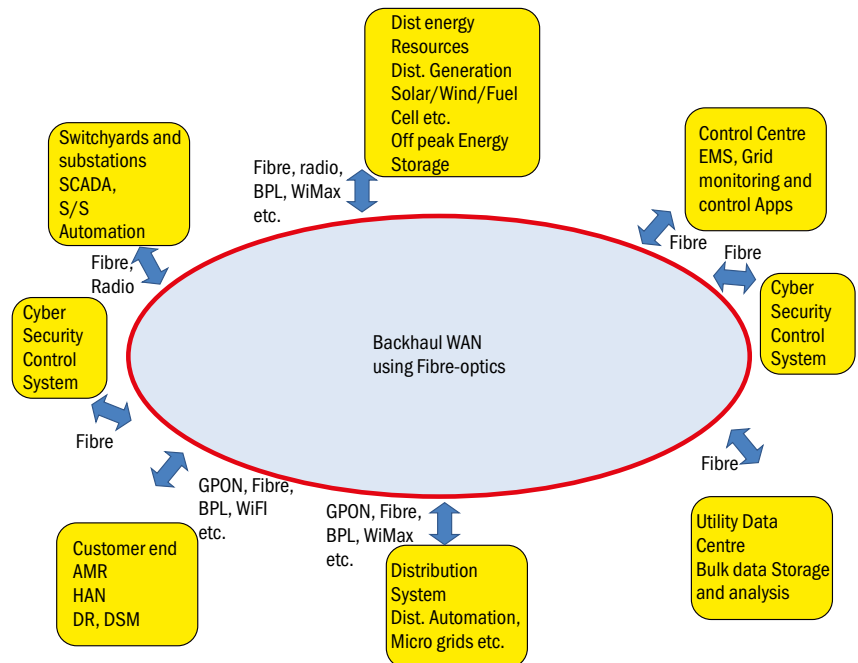 Dist energy
Resources
Dist. Generation
Solar/Wind/Fuel
Cell etc.
Off peak Energy
Storage
Switchyards and
substations
SCADA,
S/S
Automation
Fibre, radio,
BPL, WiMax
etc.
Control Centre
EMS, Grid
monitoring and
control Apps
Fibre,
Radio
Fibre
Fibre
Cyber
Security
Control
System
Backhaul WAN
using Fibre-optics
Cyber
Security
Control
System
Fibre
Fibre
GPON, Fibre,
BPL, WiFI
etc.
GPON, Fibre,
BPL, WiMax
etc.
Customer end
AMR
HAN
DR, DSM
Distribution
System
Dist. Automation,
Micro grids etc.
Utility Data
Centre
Bulk data Storage
and analysis